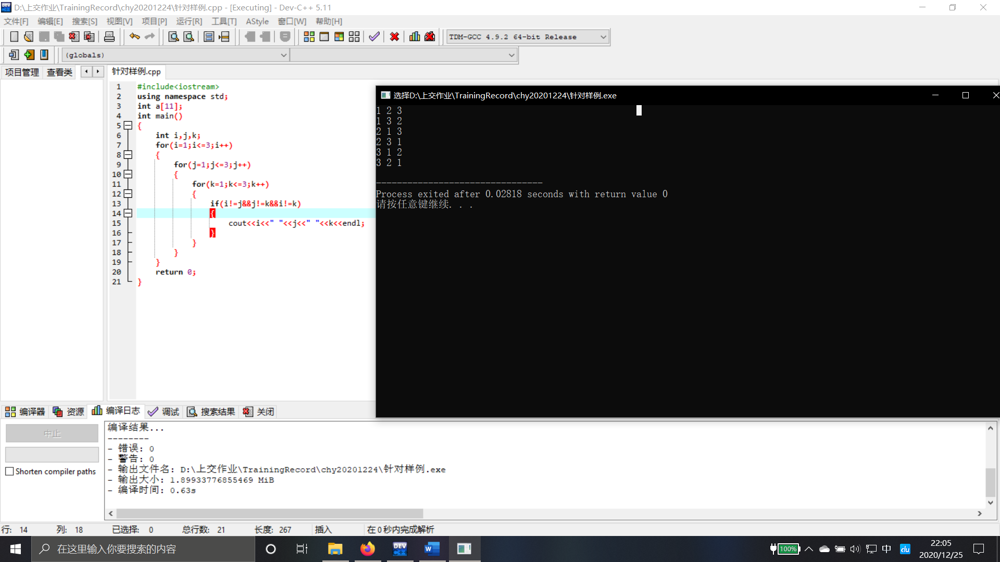 D:\上交作业\TrainingRecord\chy20201224\针对样例.cpp - [Executing] - Dev-C++ 5.11
文件[F] 编辑[E] 搜索[S] 视图[V] 项目[P] 运行[R] 工具[T] AStyle 窗口[W] 帮助[H]
TDM-GCC 4.9.2 64-bit Release
(globals)
项目管理 查看类
针对样例.cpp
1 #include<iostream>
2 using namespace std;
3 int a[11];
4 int main()
5 {
6 int i,j,k;
7 for(i=1;i<=3;i++)
8 {
9 for(j=1;j<=3;j++)
10 {
11 for(k=1;k<=3;k++)
12 {
13 if(i!=j&&j!=k&&i!=k)
14 {
15 cout<<i<<" "<<j<<" "<<k<<endl;
16 }
17 }
18 }
19 }
20 return 0;
21 }
选择D:\上交作业\TrainingRecord\chy20201224\针对样例.exe
1 2 3
1 3 2
2 1 3
2 3 1
3 1 2
3 2 1
--------------------------------
Process exited after 0.02818 seconds with return value 0
请按任意键继续. . .
编译器 资源 编译日志 调试 搜索结果 关闭
中止
Shorten compiler paths
编译结果...
--------
- 错误: 0
- 警告: 0
- 输出文件名: D:\上交作业\TrainingRecord\chy20201224\针对样例.exe
- 输出大小: 1.89933776855469 MiB
- 编译时间: 0.63s
行: 14 列: 18 已选择: 0 总行数: 21 长度: 267 插入 在 0 秒内完成解析
在这里输入你要搜索的内容
DEV C++
W
100%
中
du
22:05
2020/12/25